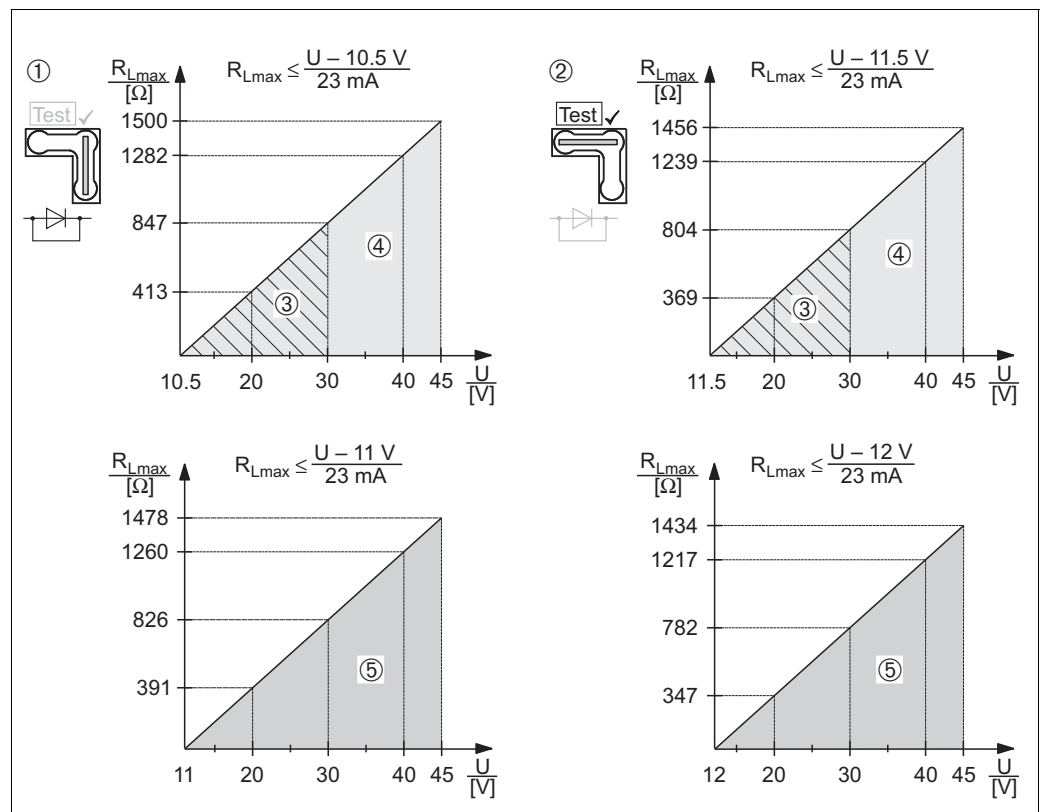 ①
R_Lmax / [Ω]
R_Lmax ≤ (U – 10.5 V) / 23 mA
Test ✓
1500
1282
847
413
③
④
10.5 20 30 40 45 U / [V]
②
R_Lmax / [Ω]
R_Lmax ≤ (U – 11.5 V) / 23 mA
Test ✓
1456
1239
804
369
③
④
11.5 20 30 40 45 U / [V]
R_Lmax / [Ω]
R_Lmax ≤ (U – 11 V) / 23 mA
1478
1260
826
391
⑤
11 20 30 40 45 U / [V]
R_Lmax / [Ω]
R_Lmax ≤ (U – 12 V) / 23 mA
1434
1217
782
347
⑤
12 20 30 40 45 U / [V]